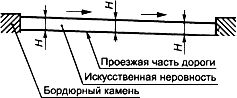 H
H
H
Проезжая часть дороги
Искусственная неровность
Бордюрный камень